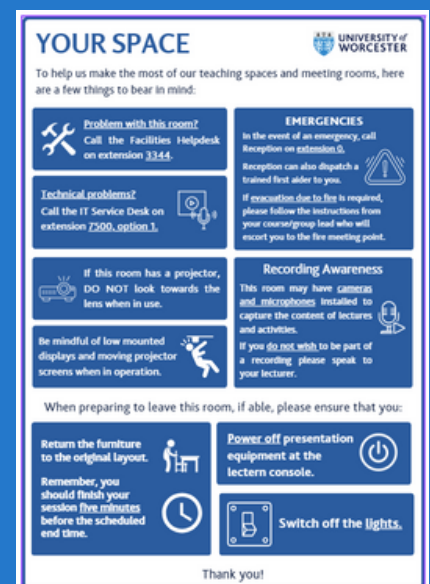 YOUR SPACE
UNIVERSITY of
WORCESTER
To help us make the most of our teaching spaces and meeting rooms, here
are a few things to bear in mind:
Problem with this room?
Call the Facilities Helpdesk
on extension 3344.
Technical problems?
Call the IT Service Desk on
extension 7500, option 1.
If this room has a projector,
DO NOT look towards the
lens when in use.
Be mindful of low mounted
displays and moving projector
screens when in operation.
EMERGENCIES
In the event of an emergency, call
Reception on extension 0.
Reception can also dispatch a
trained first aider to you.
If evacuation due to fire is required,
please follow the instructions from
your course/group lead who will
escort you to the fire meeting point.
Recording Awareness
This room may have cameras
and microphones installed to
capture the content of lectures
and activities.
If you do not wish to be part of
a recording please speak to
your lecturer.
When preparing to leave this room, if able, please ensure that you:
Return the furniture
to the original layout.
Remember, you
should finish your
session five minutes
before the scheduled
end time.
Power off presentation
equipment at the
lectern console.
Switch off the lights.
Thank you!